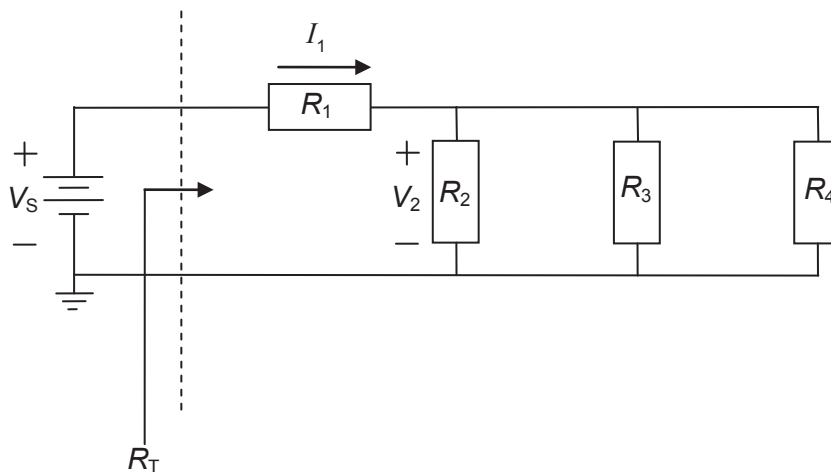 I1
R1
+
+
VS
V2
R2
R3
R4
−
−
RT